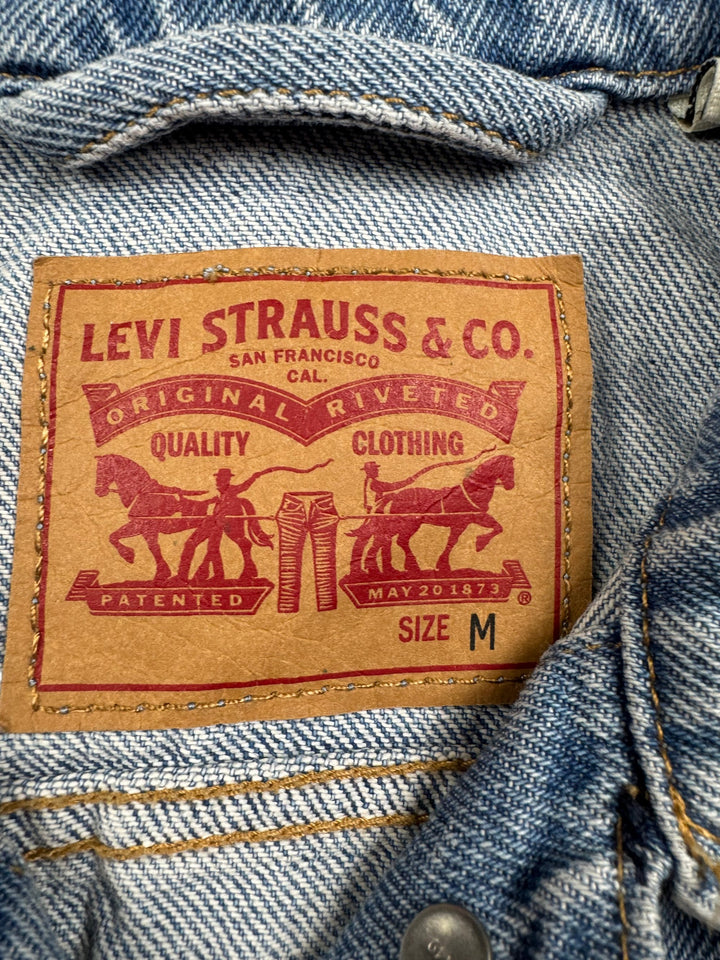 LEVI STRAUSS & CO.
SAN FRANCISCO
CAL.
ORIGINAL RIVETED
QUALITY CLOTHING
PATENTED MAY 20 1873 ®
SIZE M